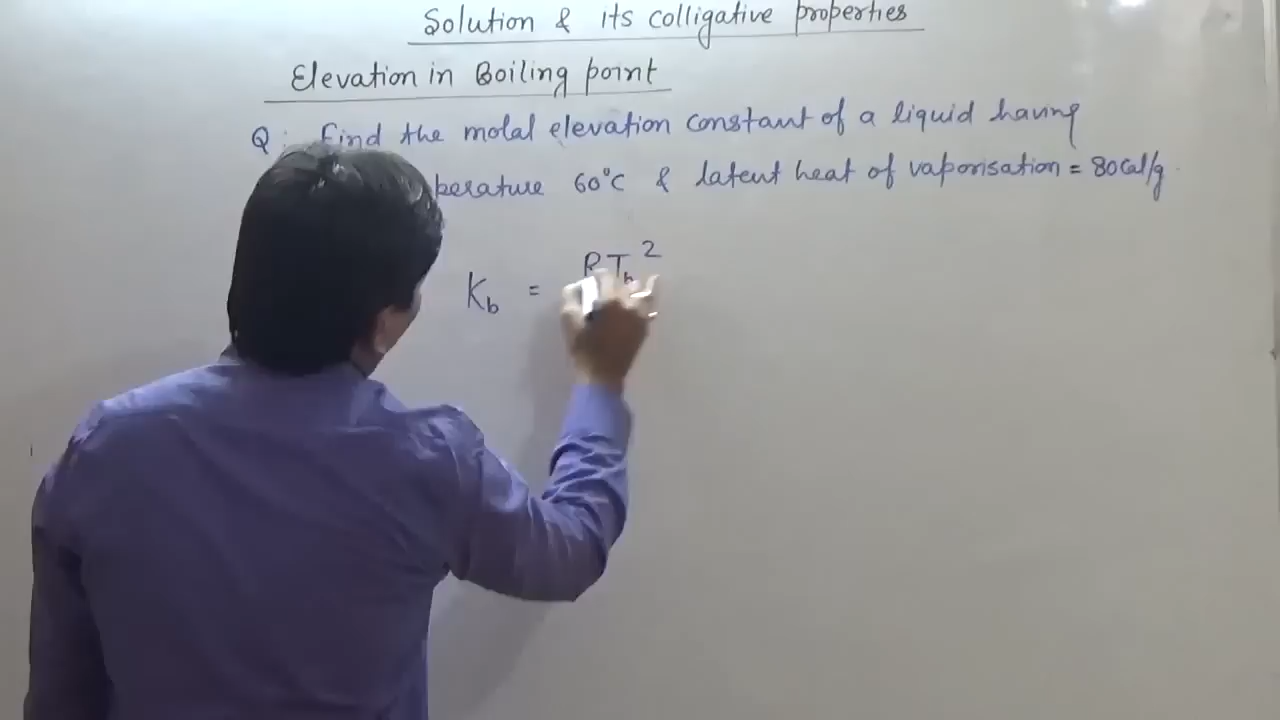 Solution & its colligative properties
Elevation in Boiling point
Q: Find the molal elevation constant of a liquid having
perature 60°C & latent heat of vaporisation = 80cal/g.
Kb = RTb²